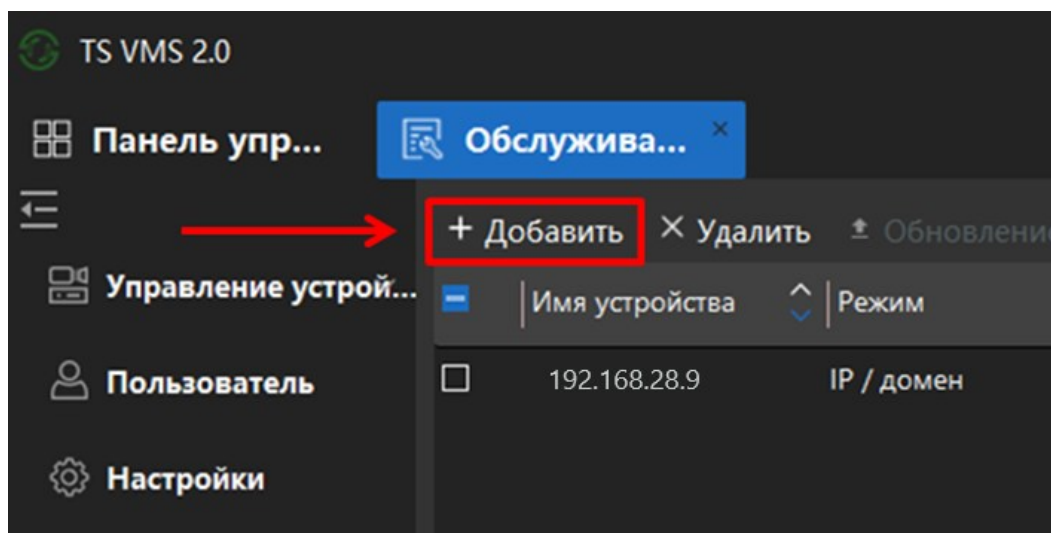 TS VMS 2.0
Панель упр...
Обслужива... ×
+ Добавить × Удалить Обновление
Управление устрой...
Имя устройства Режим
Пользователь
192.168.28.9 IP / домен
Настройки